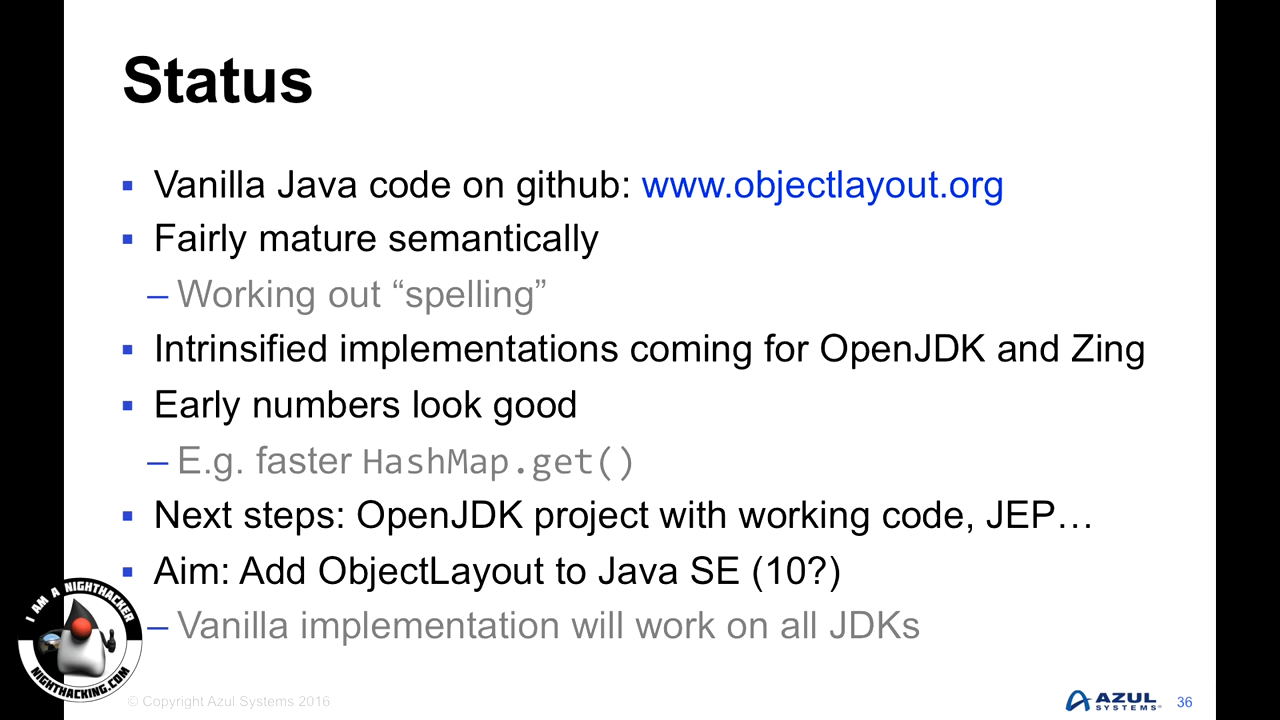 Status
▪ Vanilla Java code on github: www.objectlayout.org
▪ Fairly mature semantically
– Working out “spelling”
▪ Intrinsified implementations coming for OpenJDK and Zing
▪ Early numbers look good
– E.g. faster HashMap.get()
▪ Next steps: OpenJDK project with working code, JEP…
▪ Aim: Add ObjectLayout to Java SE (10?)
– Vanilla implementation will work on all JDKs
I AM A NIGHTHACKER
NIGHTHACKING.COM
© Copyright Azul Systems 2016
AZUL
SYSTEMS
36